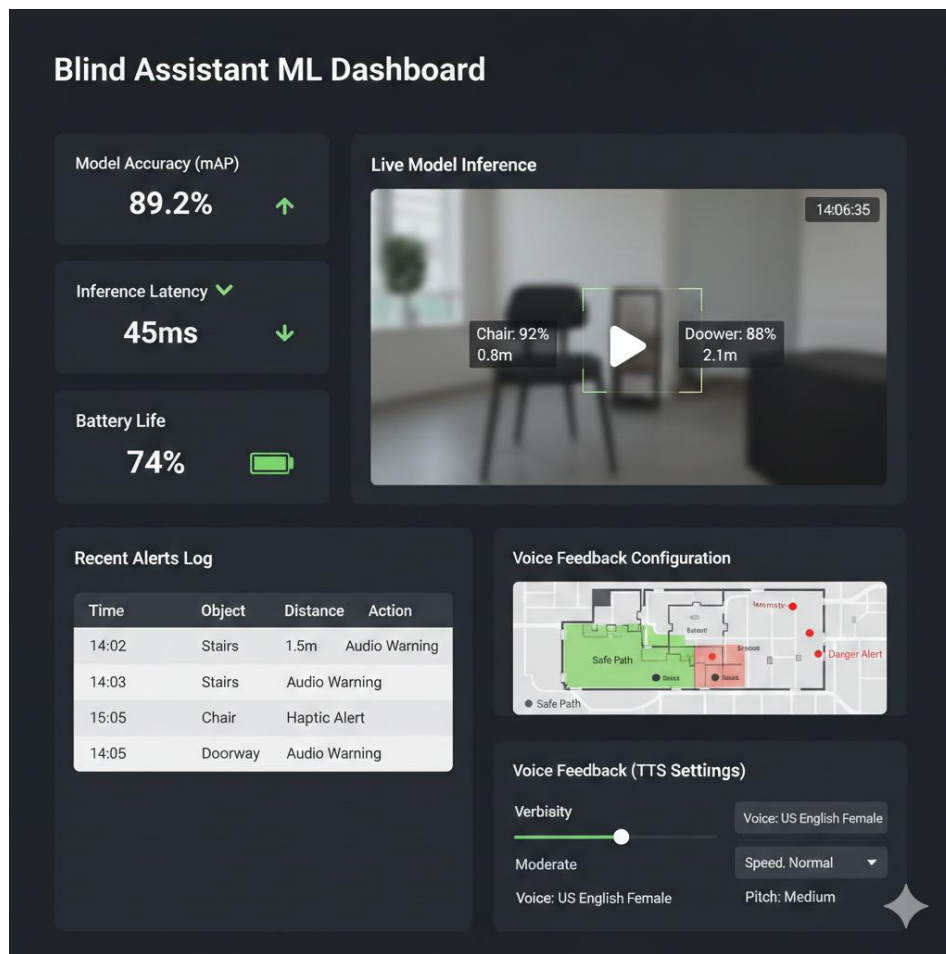 Blind Assistant ML Dashboard
Model Accuracy (mAP)
89.2%
Inference Latency
45ms
Battery Life
74%
Live Model Inference
14:06:35
Chair: 92%
0.8m
Doower: 88%
2.1m
Recent Alerts Log
Time Object Distance Action
14:02 Stairs 1.5m Audio Warning
14:03 Stairs Audio Warning
15:05 Chair Haptic Alert
14:05 Doorway Audio Warning
Voice Feedback Configuration
Safe Path
Danger Alert
Safe Path
Voice Feedback (TTS Settings)
Verbisity
Moderate
Voice: US English Female
Voice: US English Female
Speed. Normal
Pitch: Medium